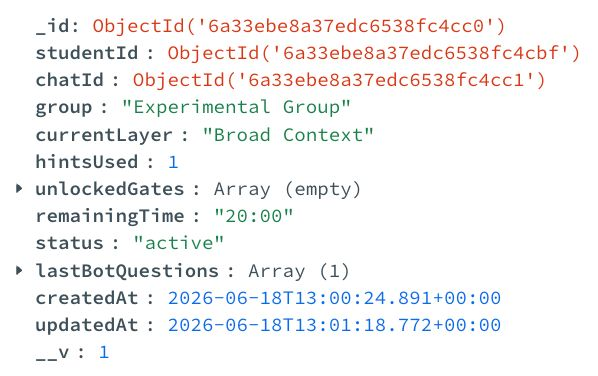 _id: ObjectId('6a33ebe8a37edc6538fc4cc0')
studentId : ObjectId('6a33ebe8a37edc6538fc4cbf')
chatId : ObjectId('6a33ebe8a37edc6538fc4cc1')
group : "Experimental Group"
currentLayer : "Broad Context"
hintsUsed : 1
unlockedGates : Array (empty)
remainingTime : "20:00"
status : "active"
lastBotQuestions : Array (1)
createdAt : 2026-06-18T13:00:24.891+00:00
updatedAt : 2026-06-18T13:01:18.772+00:00
__v : 1